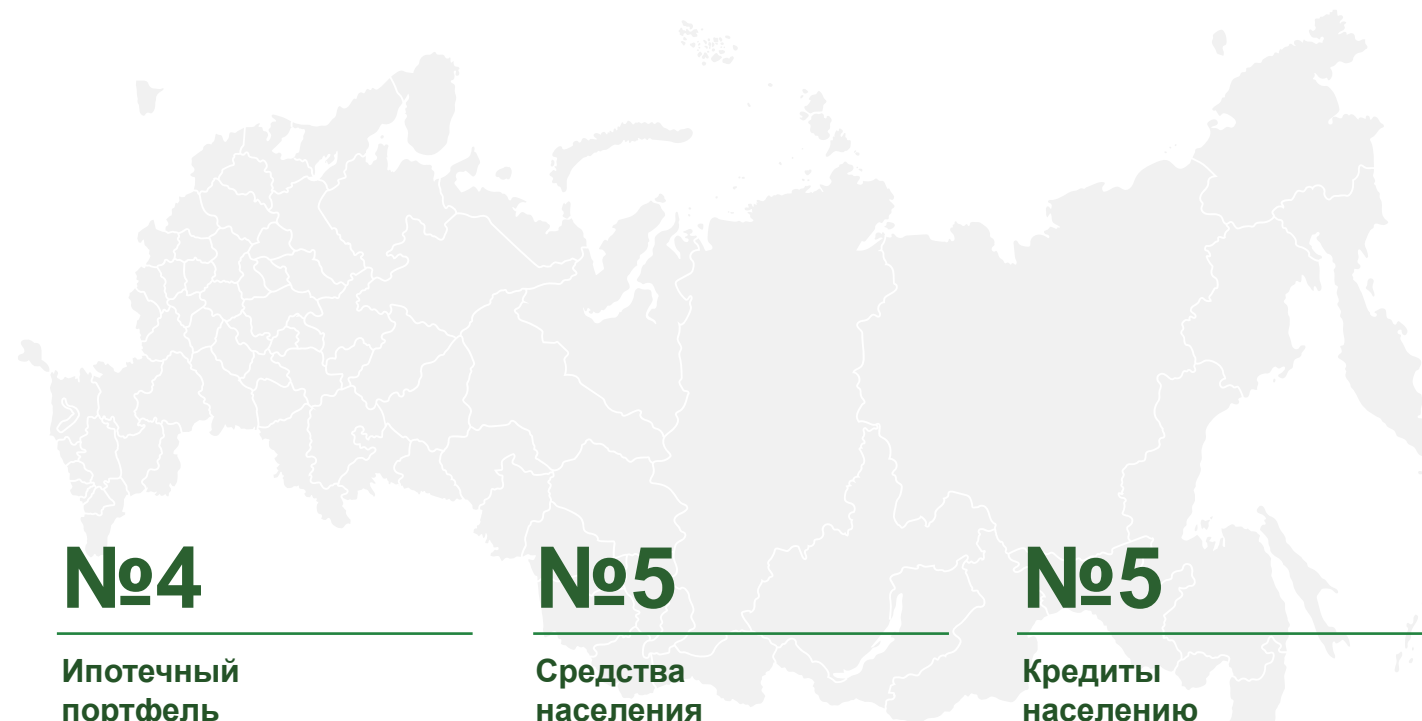 №4
Ипотечный
портфель
№5
Средства
населения
№5
Кредиты
населению